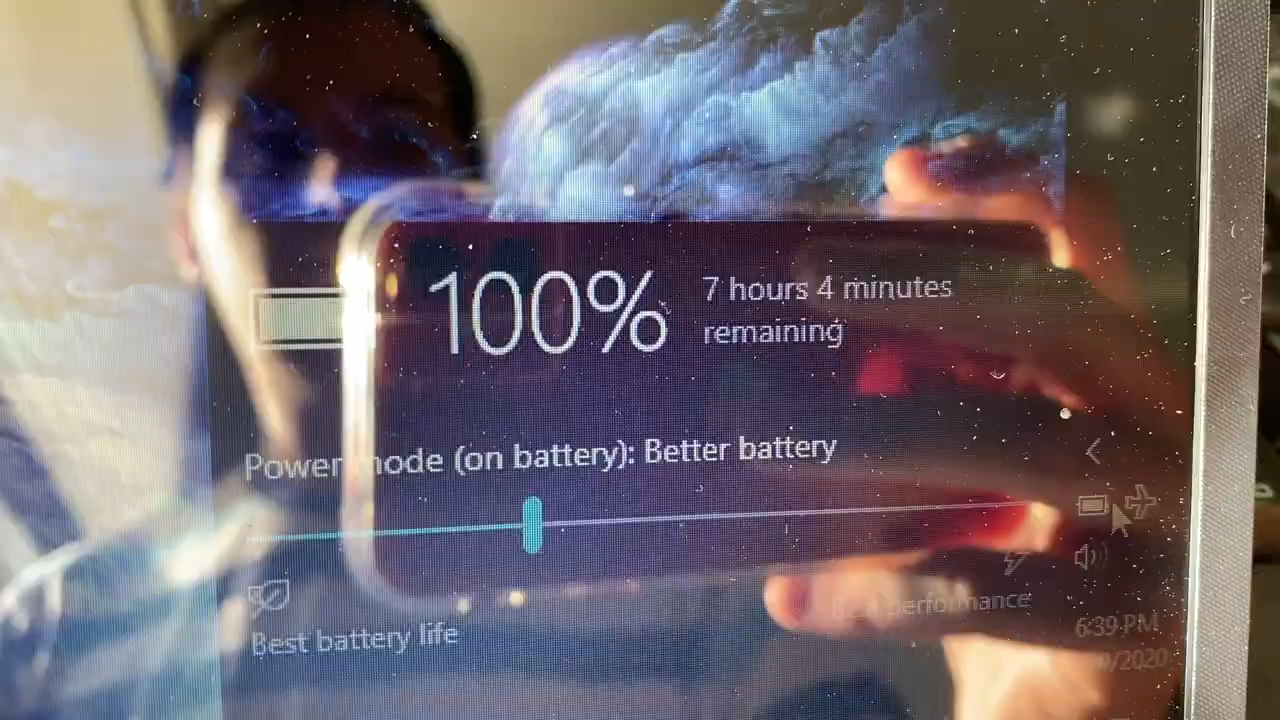 100%
7 hours 4 minutes
remaining
Power mode (on battery): Better battery
Best battery life
performance
6:39 PM
/2020